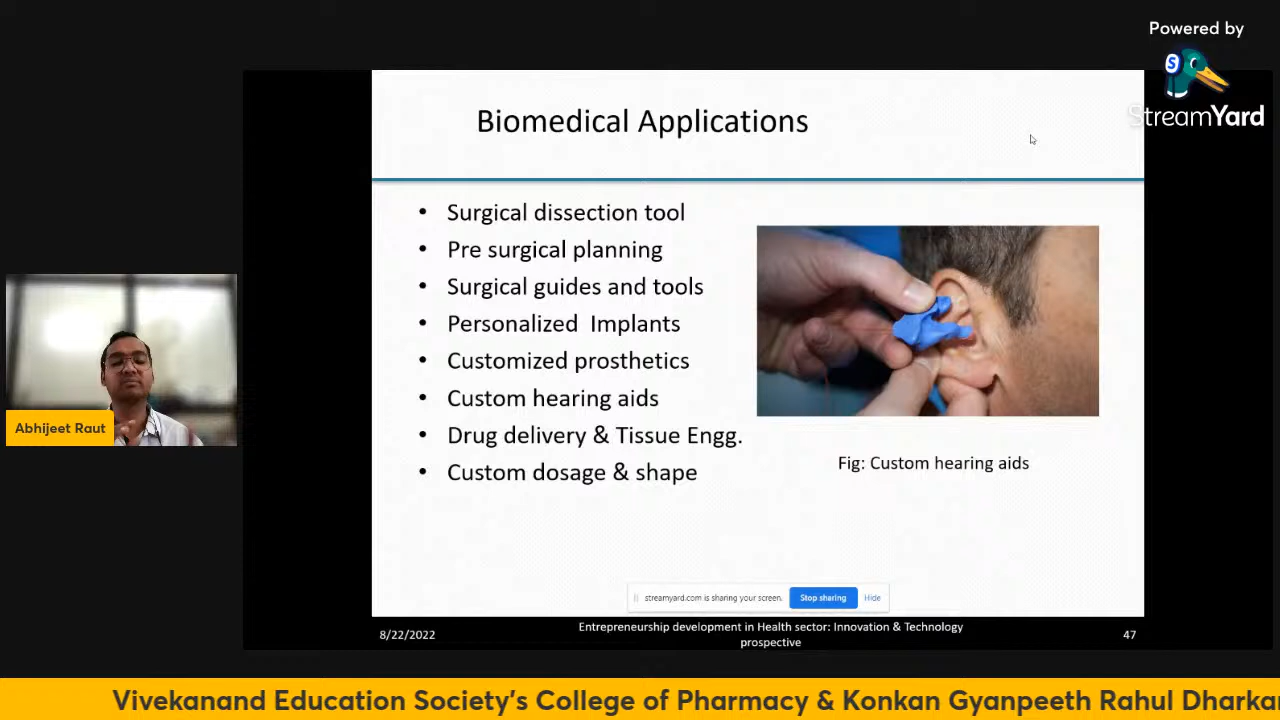 Powered by
StreamYard
Biomedical Applications
• Surgical dissection tool
• Pre surgical planning
• Surgical guides and tools
• Personalized Implants
• Customized prosthetics
• Custom hearing aids
• Drug delivery & Tissue Engg.
• Custom dosage & shape
Fig: Custom hearing aids
Abhijeet Raut
streamyard.com is sharing your screen.
Stop sharing
Hide
8/22/2022
Entrepreneurship development in Health sector: Innovation & Technology
prospective
47
Vivekanand Education Society's College of Pharmacy & Konkan Gyanpeeth Rahul Dharkar